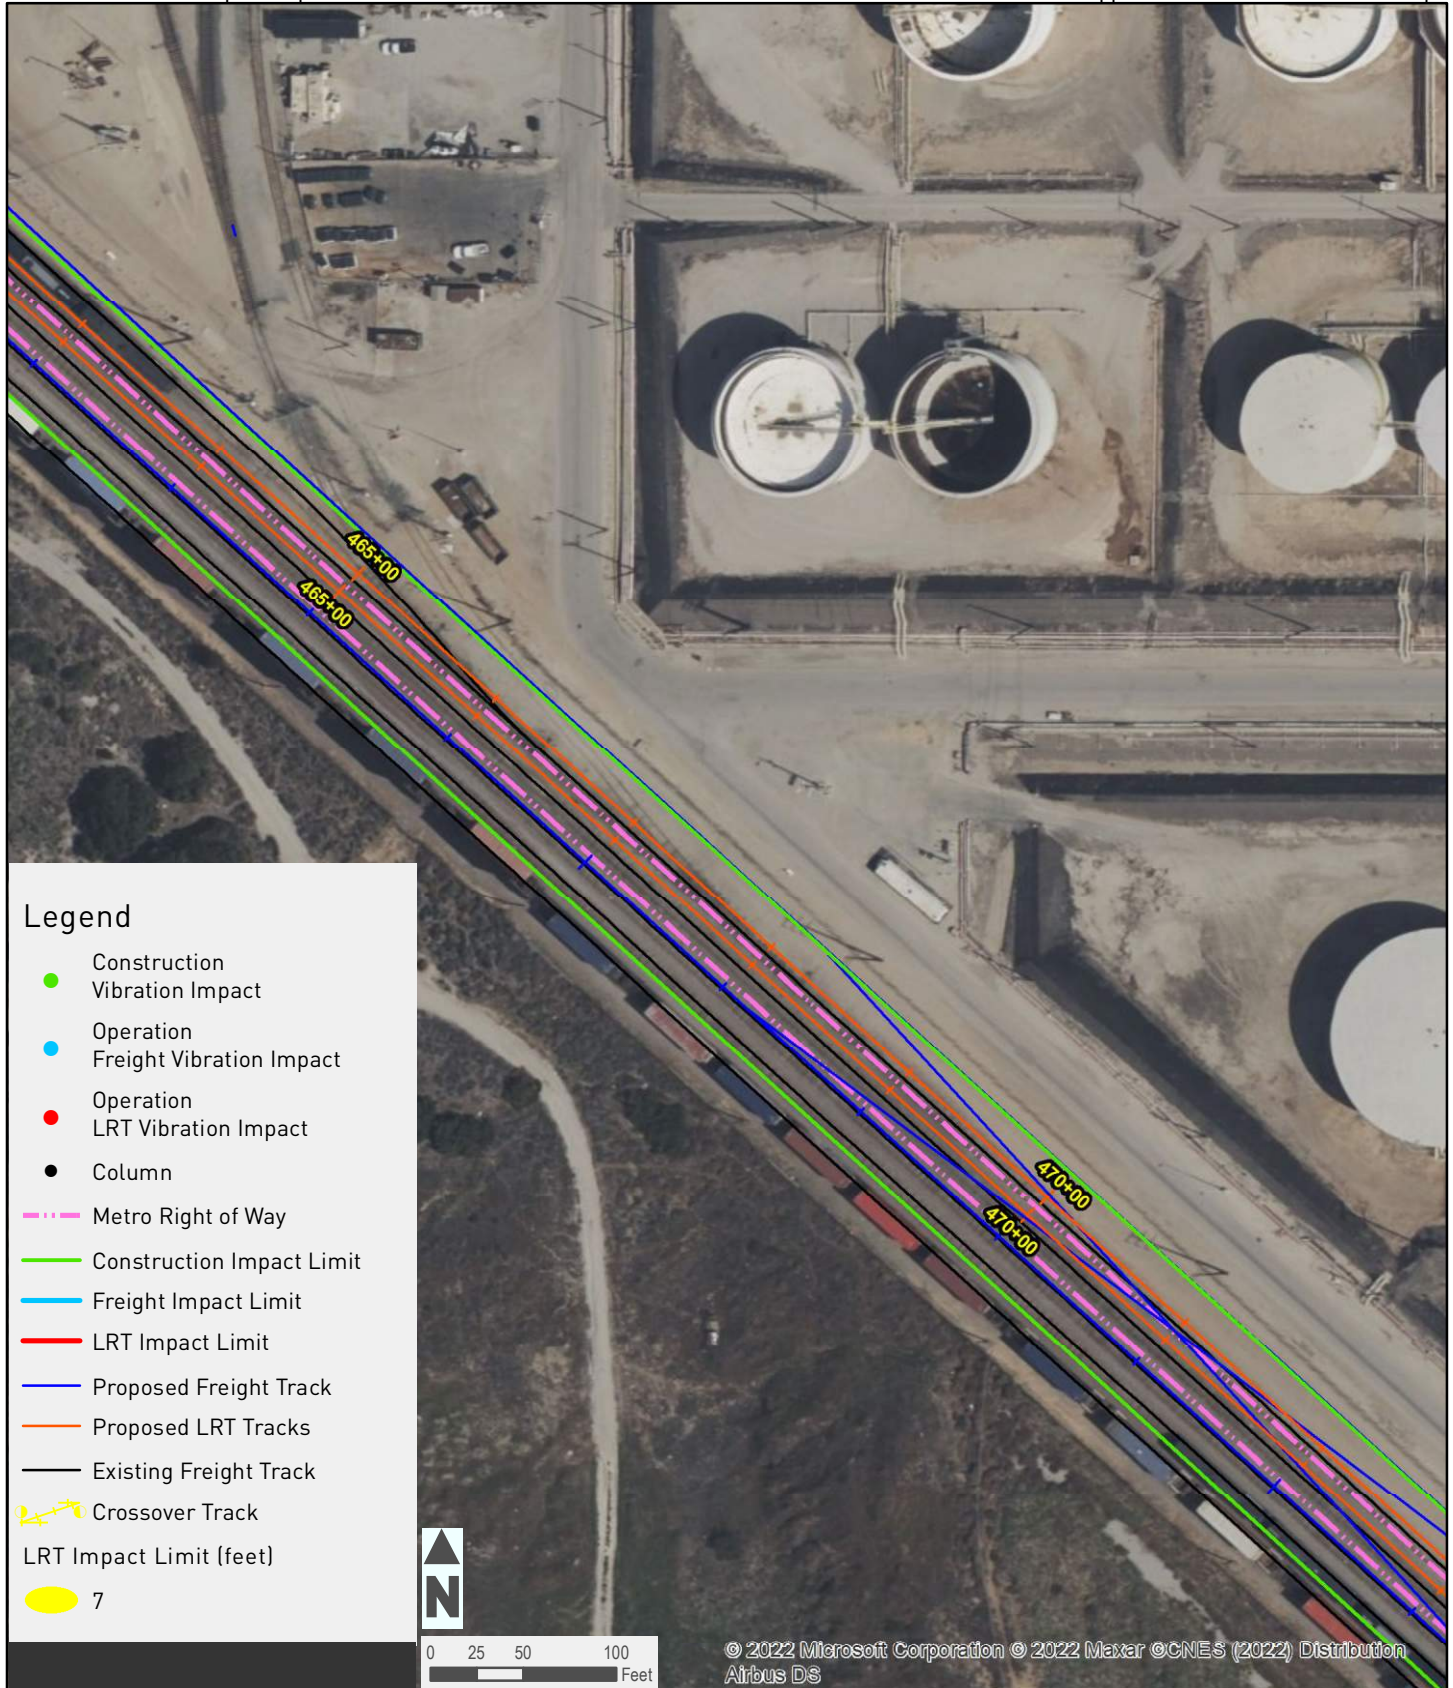 465+00
465+00
470+00
470+00
Legend
Construction
Vibration Impact
Operation
Freight Vibration Impact
Operation
LRT Vibration Impact
Column
Metro Right of Way
Construction Impact Limit
Freight Impact Limit
LRT Impact Limit
Proposed Freight Track
Proposed LRT Tracks
Existing Freight Track
Crossover Track
LRT Impact Limit (feet)
7
N
0 25 50 100
Feet
© 2022 Microsoft Corporation © 2022 Maxar ©CNES (2022) Distribution
Airbus DS